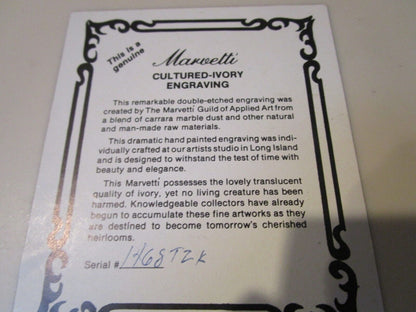 This is a
genuine
Marvettí
CULTURED-IVORY
ENGRAVING
This remarkable double-etched engraving was
created by The Marvettí Guild of Applied Art from
a blend of carrara marble dust and other natural
and man-made raw materials.
This dramatic hand painted engraving was indi-
vidually crafted at our artists studio in Long Island
and is designed to withstand the test of time with
beauty and elegance.
This Marvettí possesses the lovely translucent
quality of ivory, yet no living creature has been
harmed. Knowledgeable collectors have already
begun to accumulate these fine artworks as they
are destined to become tomorrow's cherished
heirlooms.
Serial #